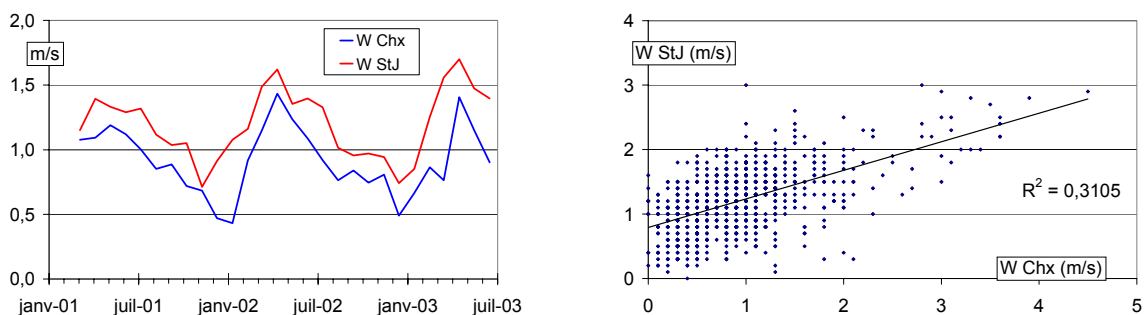 2,0
m/s
1,5
1,0
0,5
0,0
W Chx
W StJ
janv-01 juil-01 janv-02 juil-02 janv-03 juil-03
4
W StJ (m/s)
3
2
1
0
R² = 0,3105
W Chx (m/s)
0 1 2 3 4 5